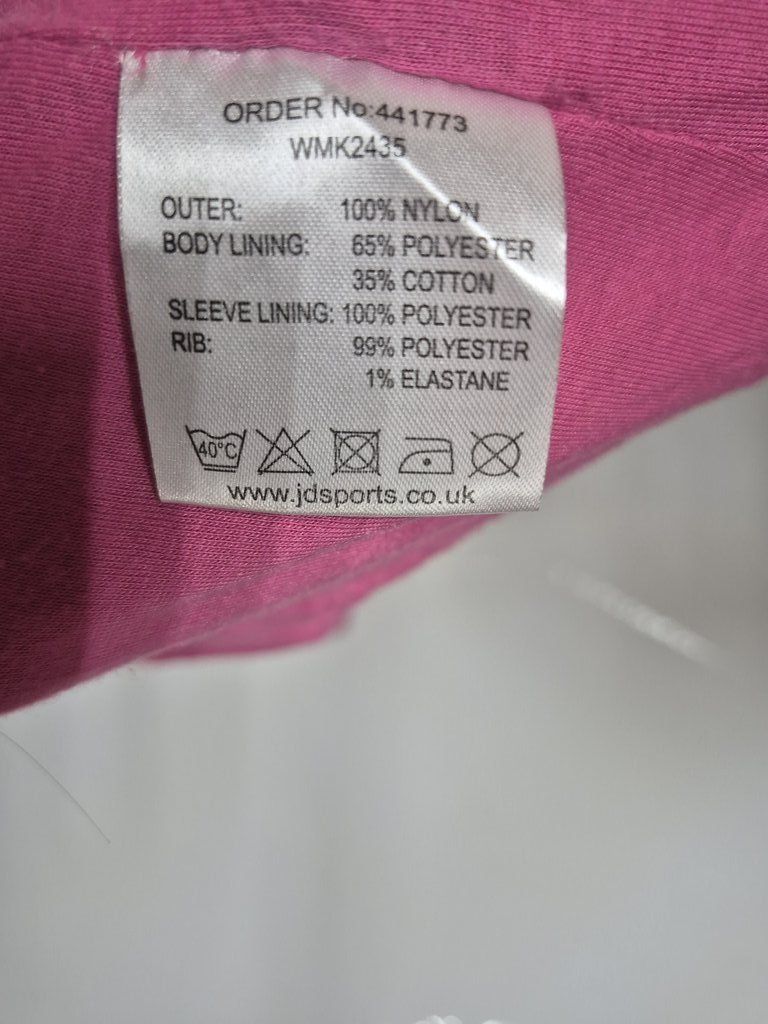 ORDER No:441773
WMK2435
OUTER: 100% NYLON
BODY LINING: 65% POLYESTER
35% COTTON
SLEEVE LINING: 100% POLYESTER
RIB: 99% POLYESTER
1% ELASTANE
40°C
www.jdsports.co.uk